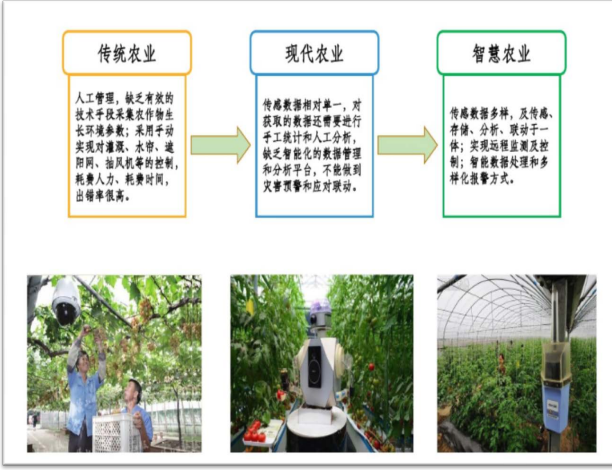 传统农业
人工管理，缺乏有效的
技术手段采集农作物生
长环境参数；采用手动
实现对灌溉、水帘、遮
阳网、抽风机等的控制，
耗费人力、耗费时间，
出错率很高。
现代农业
传感数据相对单一，对
获取的数据还需要进行
手工统计和人工分析，
缺乏智能化的数据管理
和分析平台，不能做到
灾害预警和应对联动。
智慧农业
传感数据多样，及传感、
存储、分析、联动于一
体；实现远程监测及控
制；智能数据处理和多
样化报警方式。